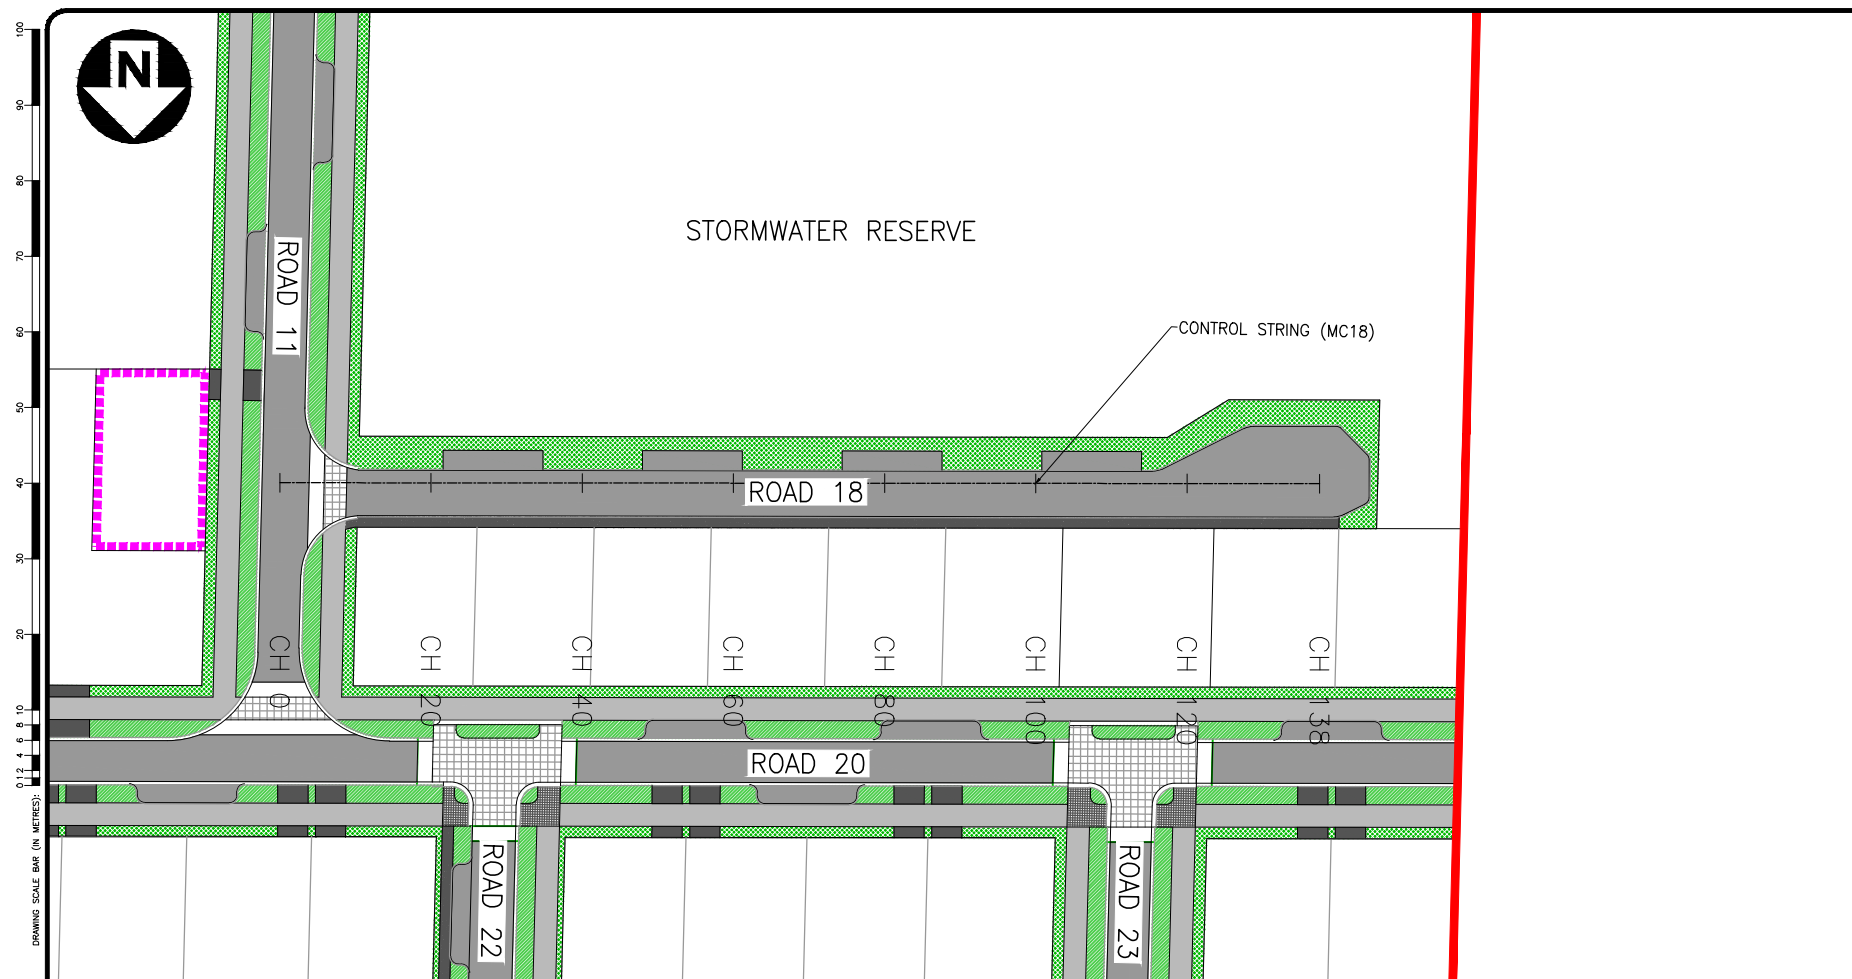 N
STORMWATER RESERVE
CONTROL STRING (MC18)
ROAD 11
ROAD 18
CH 0
CH 20
CH 40
CH 60
CH 80
CH 100
CH 120
CH 138
ROAD 20
ROAD 22
ROAD 23
100
90
80
70
60
50
40
30
20
10
8
6
4
2
1
0
DRAWING SCALE BAR (IN METRES):